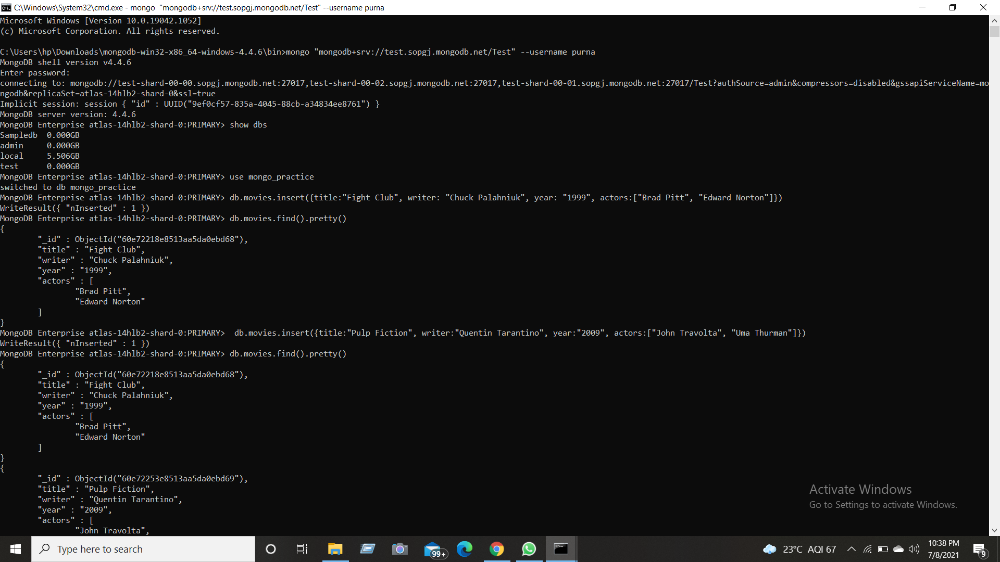 C:\Windows\System32\cmd.exe - mongo  "mongodb+srv://test.sopgj.mongodb.net/Test" --username purna
Microsoft Windows [Version 10.0.19042.1052]
(c) Microsoft Corporation. All rights reserved.
C:\Users\hp\Downloads\mongodb-win32-x86_64-windows-4.4.6\bin>mongo "mongodb+srv://test.sopgj.mongodb.net/Test" --username purna
MongoDB shell version v4.4.6
Enter password:
connecting to: mongodb://test-shard-00-00.sopgj.mongodb.net:27017,test-shard-00-02.sopgj.mongodb.net:27017,test-shard-00-01.sopgj.mongodb.net:27017/Test?authSource=admin&compressors=disabled&gssapiServiceName=mo
ngodb&replicaSet=atlas-14hlb2-shard-0&ssl=true
Implicit session: session { "id" : UUID("9ef0cf57-835a-4045-88cb-a34834ee8761") }
MongoDB server version: 4.4.6
MongoDB Enterprise atlas-14hlb2-shard-0:PRIMARY> show dbs
Sampledb  0.000GB
admin     0.000GB
local     5.506GB
test      0.000GB
MongoDB Enterprise atlas-14hlb2-shard-0:PRIMARY> use mongo_practice
switched to db mongo_practice
MongoDB Enterprise atlas-14hlb2-shard-0:PRIMARY> db.movies.insert({title:"Fight Club", writer: "Chuck Palahniuk", year: "1999", actors:["Brad Pitt", "Edward Norton"]})
WriteResult({ "nInserted" : 1 })
MongoDB Enterprise atlas-14hlb2-shard-0:PRIMARY> db.movies.find().pretty()
{
        "_id" : ObjectId("60e72218e8513aa5da0ebd68"),
        "title" : "Fight Club",
        "writer" : "Chuck Palahniuk",
        "year" : "1999",
        "actors" : [
                "Brad Pitt",
                "Edward Norton"
        ]
}
MongoDB Enterprise atlas-14hlb2-shard-0:PRIMARY>  db.movies.insert({title:"Pulp Fiction", writer:"Quentin Tarantino", year:"2009", actors:["John Travolta", "Uma Thurman"]})
WriteResult({ "nInserted" : 1 })
MongoDB Enterprise atlas-14hlb2-shard-0:PRIMARY> db.movies.find().pretty()
{
        "_id" : ObjectId("60e72218e8513aa5da0ebd68"),
        "title" : "Fight Club",
        "writer" : "Chuck Palahniuk",
        "year" : "1999",
        "actors" : [
                "Brad Pitt",
                "Edward Norton"
        ]
}
{
        "_id" : ObjectId("60e72253e8513aa5da0ebd69"),
        "title" : "Pulp Fiction",
        "writer" : "Quentin Tarantino",
        "year" : "2009",
        "actors" : [
                "John Travolta",
Activate Windows
Go to Settings to activate Windows.
Type here to search
99+
23°C  AQI 67
10:38 PM
7/8/2021
9